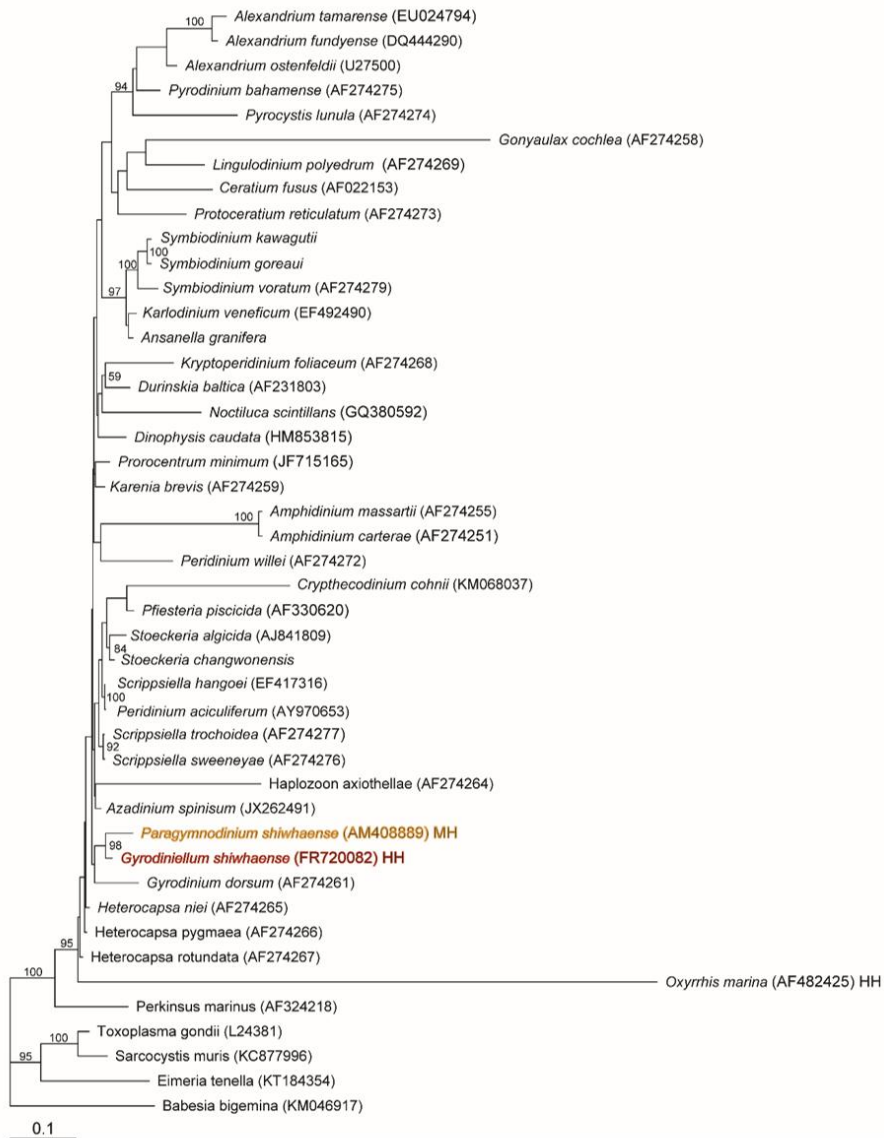 100
Alexandrium tamarense (EU024794)
Alexandrium fundyense (DQ444290)
Alexandrium ostenfeldii (U27500)
94
Pyrodinium bahamense (AF274275)
Pyrocystis lunula (AF274274)
Gonyaulax cochlea (AF274258)
Lingulodinium polyedrum (AF274269)
Ceratium fusus (AF022153)
Protoceratium reticulatum (AF274273)
Symbiodinium kawagutii
100
100
Symbiodinium goreaui
97
Symbiodinium voratum (AF274279)
Karlodinium veneficum (EF492490)
Ansanella granifera
Kryptoperidinium foliaceum (AF274268)
59
Durinskia baltica (AF231803)
Noctiluca scintillans (GQ380592)
Dinophysis caudata (HM853815)
Prorocentrum minimum (JF715165)
Karenia brevis (AF274259)
Amphidinium massartii (AF274255)
100
Amphidinium carterae (AF274251)
Peridinium willei (AF274272)
Crypthecodinium cohnii (KM068037)
Pfiesteria piscicida (AF330620)
Stoeckeria algicida (AJ841809)
84
Stoeckeria changwonensis
Scrippsiella hangoei (EF417316)
100
Peridinium aciculiferum (AY970653)
Scrippsiella trochoidea (AF274277)
92
Scrippsiella sweeneyae (AF274276)
Haplozoon axiothellae (AF274264)
Azadinium spinisum (JX262491)
Paragymnodinium shiwhaense (AM408889) MH
98
Gyrodiniellum shiwhaense (FR720082) HH
Gyrodinium dorsum (AF274261)
Heterocapsa niei (AF274265)
Heterocapsa pygmaea (AF274266)
95
Heterocapsa rotundata (AF274267)
100
Oxyrrhis marina (AF482425) HH
Perkinsus marinus (AF324218)
Toxoplasma gondii (L24381)
100
95
Sarcocystis muris (KC877996)
Eimeria tenella (KT184354)
Babesia bigemina (KM046917)
0.1